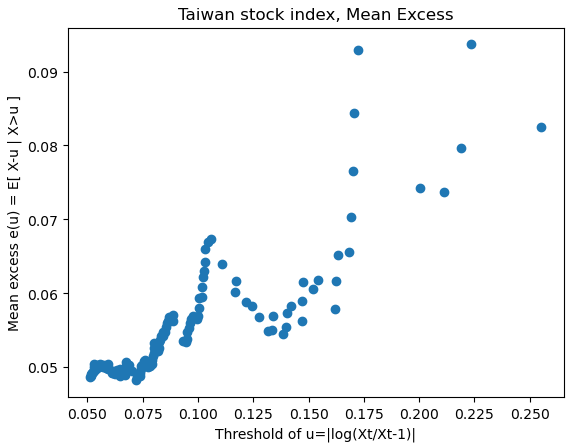 Taiwan stock index, Mean Excess
Mean excess e(u) = E[ X-u | X>u ]
0.09
0.08
0.07
0.06
0.05
0.050 0.075 0.100 0.125 0.150 0.175 0.200 0.225 0.250
Threshold of u=|log(Xt/Xt-1)|